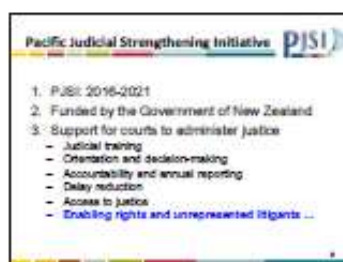 Pacific Judicial Strengthening Initiative PJSI
1. PJSI: 2016-2021
2. Funded by the Government of New Zealand
3. Support for courts to administer justice
– Judicial training
– Orientation and decision-making
– Accountability and annual reporting
– Delay reduction
– Access to justice
– Enabling rights and unrepresented litigants ...